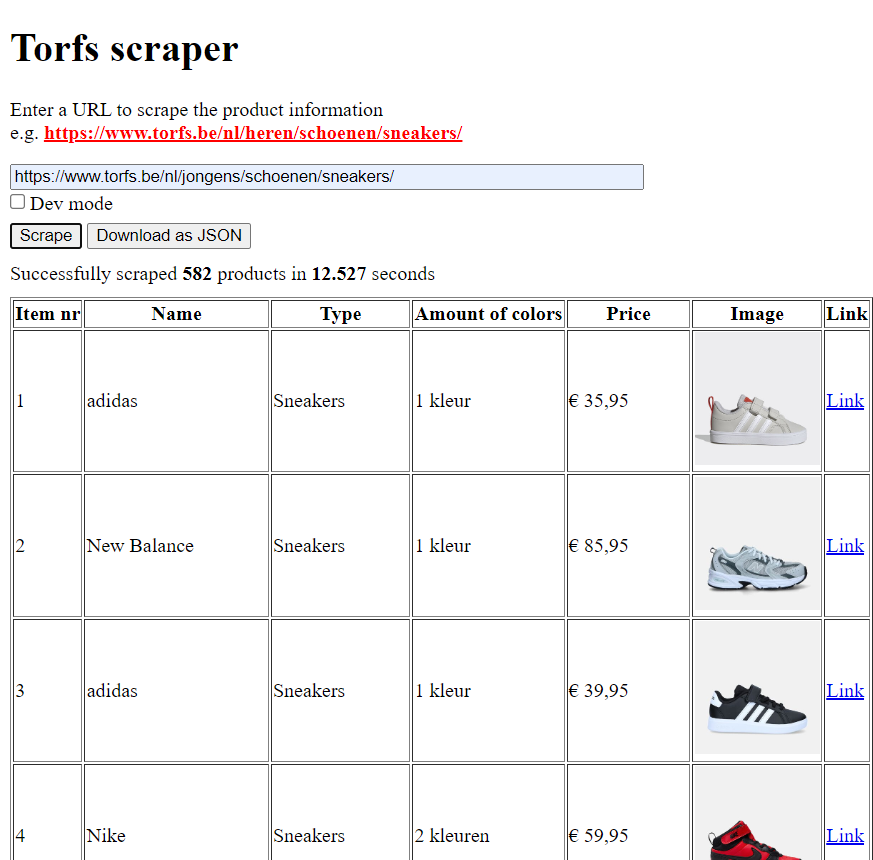 Torfs scraper
Enter a URL to scrape the product information
e.g. https://www.torfs.be/nl/heren/schoenen/sneakers/
https://www.torfs.be/nl/jongens/schoenen/sneakers/
Dev mode
Scrape Download as JSON
Successfully scraped 582 products in 12.527 seconds
Item nr Name Type Amount of colors Price Image Link
1 adidas Sneakers 1 kleur € 35,95 Link
2 New Balance Sneakers 1 kleur € 85,95 Link
3 adidas Sneakers 1 kleur € 39,95 Link
4 Nike Sneakers 2 kleuren € 59,95 Link